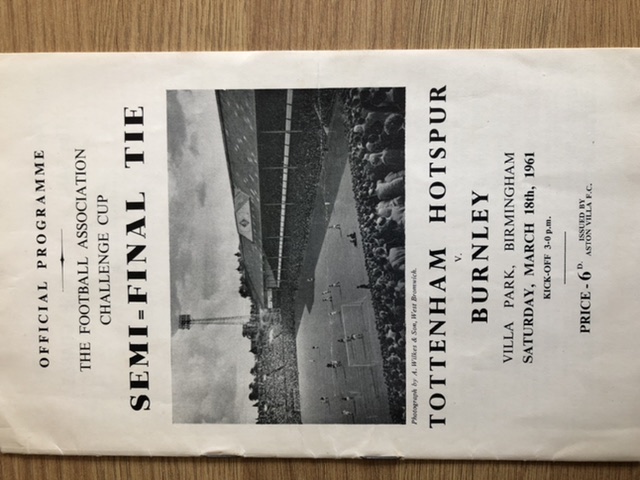 OFFICIAL PROGRAMME
THE FOOTBALL ASSOCIATION
CHALLENGE CUP
SEMI=FINAL TIE
Photograph by A. Wilkes & Son, West Bromwich.
TOTTENHAM HOTSPUR
v.
BURNLEY
VILLA PARK, BIRMINGHAM
SATURDAY, MARCH 18th, 1961
KICK-OFF 3-0 p.m.
PRICE - 6D.
ISSUED BY
ASTON VILLA F.C.